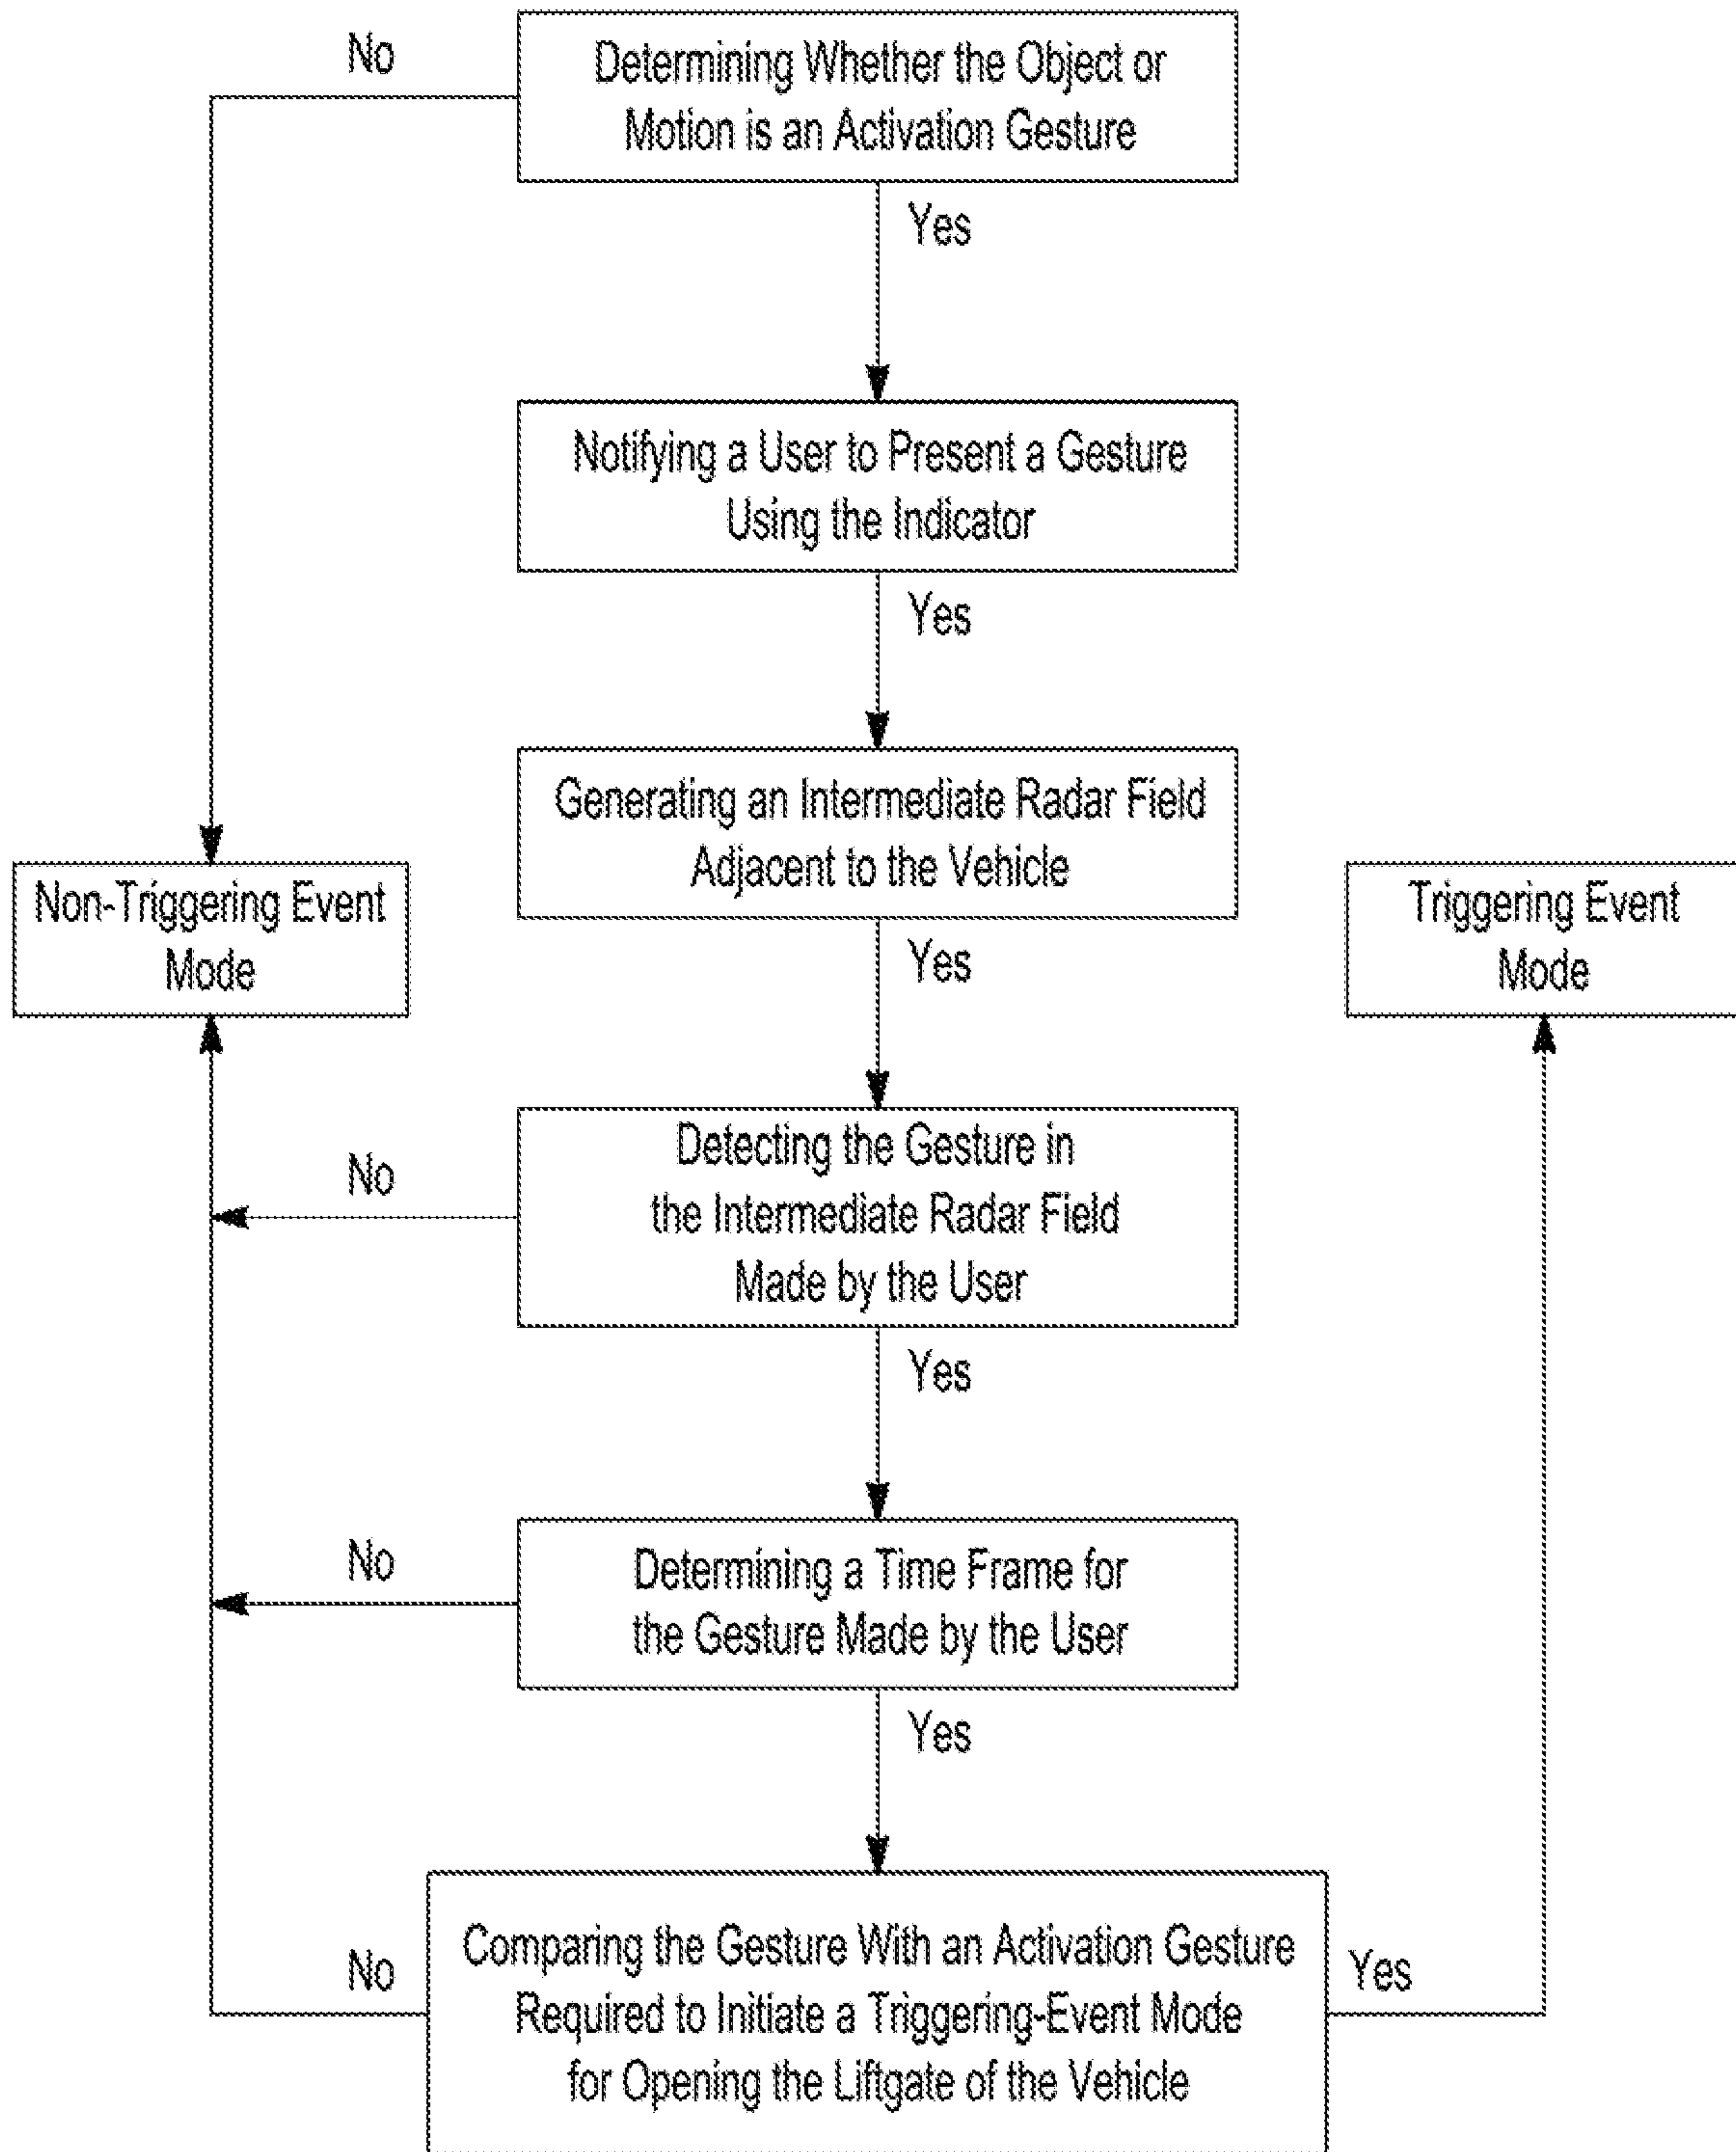 No
Determining Whether the Object or
Motion is an Activation Gesture
Yes
Notifying a User to Present a Gesture
Using the Indicator
Yes
Generating an Intermediate Radar Field
Adjacent to the Vehicle
Non-Triggering Event
Mode
Triggering Event
Mode
Yes
Detecting the Gesture in
the Intermediate Radar Field
Made by the User
No
Yes
No
Determining a Time Frame for
the Gesture Made by the User
Yes
No
Comparing the Gesture With an Activation Gesture
Required to Initiate a Triggering-Event Mode
for Opening the Liftgate of the Vehicle
Yes